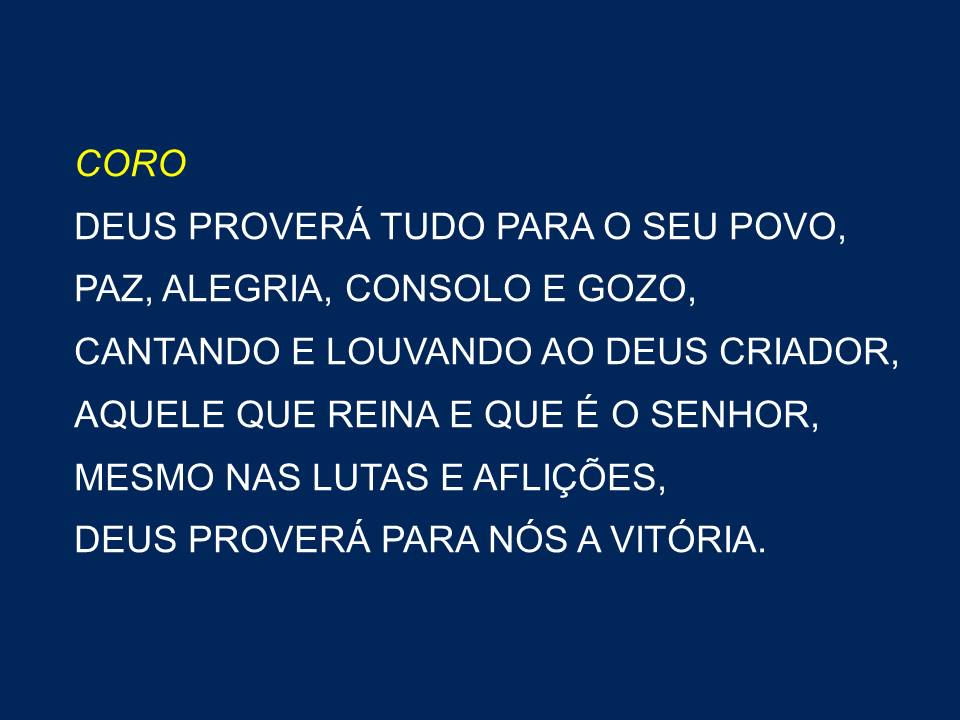 CORO
DEUS PROVERÁ TUDO PARA O SEU POVO,
PAZ, ALEGRIA, CONSOLO E GOZO,
CANTANDO E LOUVANDO AO DEUS CRIADOR,
AQUELE QUE REINA E QUE É O SENHOR,
MESMO NAS LUTAS E AFLIÇÕES,
DEUS PROVERÁ PARA NÓS A VITÓRIA.